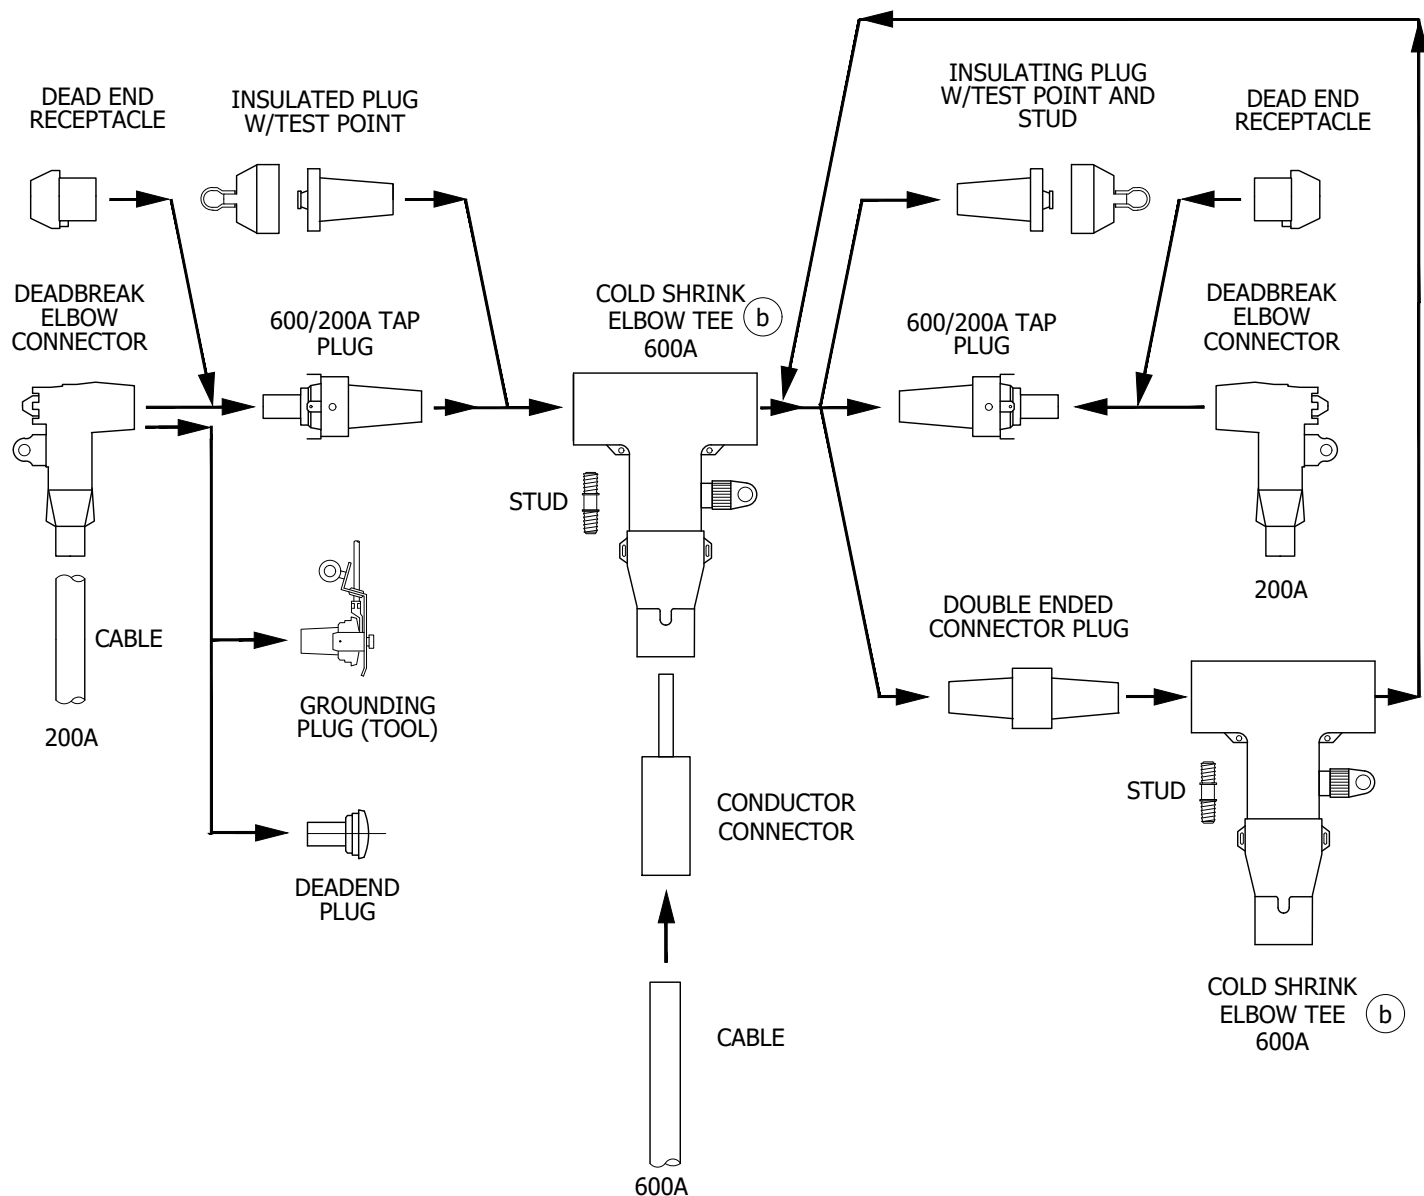 DEAD END
RECEPTACLE
INSULATED PLUG
W/TEST POINT
INSULATING PLUG
W/TEST POINT AND
STUD
DEAD END
RECEPTACLE
DEADBREAK
ELBOW
CONNECTOR
600/200A TAP
PLUG
COLD SHRINK
ELBOW TEE b
600A
600/200A TAP
PLUG
DEADBREAK
ELBOW
CONNECTOR
STUD
200A
CABLE
200A
GROUNDING
PLUG (TOOL)
DOUBLE ENDED
CONNECTOR PLUG
CONDUCTOR
CONNECTOR
STUD
DEADEND
PLUG
COLD SHRINK
ELBOW TEE b
600A
CABLE
600A